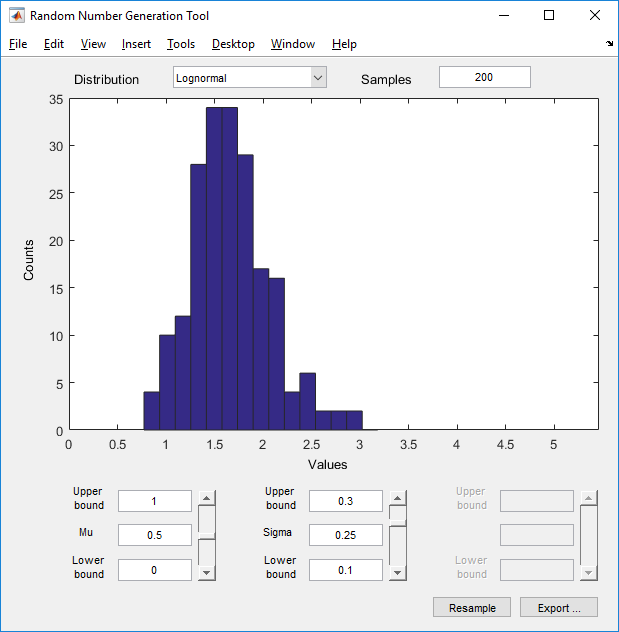 Random Number Generation Tool
File Edit View Insert Tools Desktop Window Help
Distribution Lognormal Samples 200
35
30
25
20
15
10
5
0
Counts
0 0.5 1 1.5 2 2.5 3 3.5 4 4.5 5
Values
Upper bound 1 Upper bound 0.3 Upper bound
Mu 0.5 Sigma 0.25
Lower bound 0 Lower bound 0.1 Lower bound
Resample Export ...